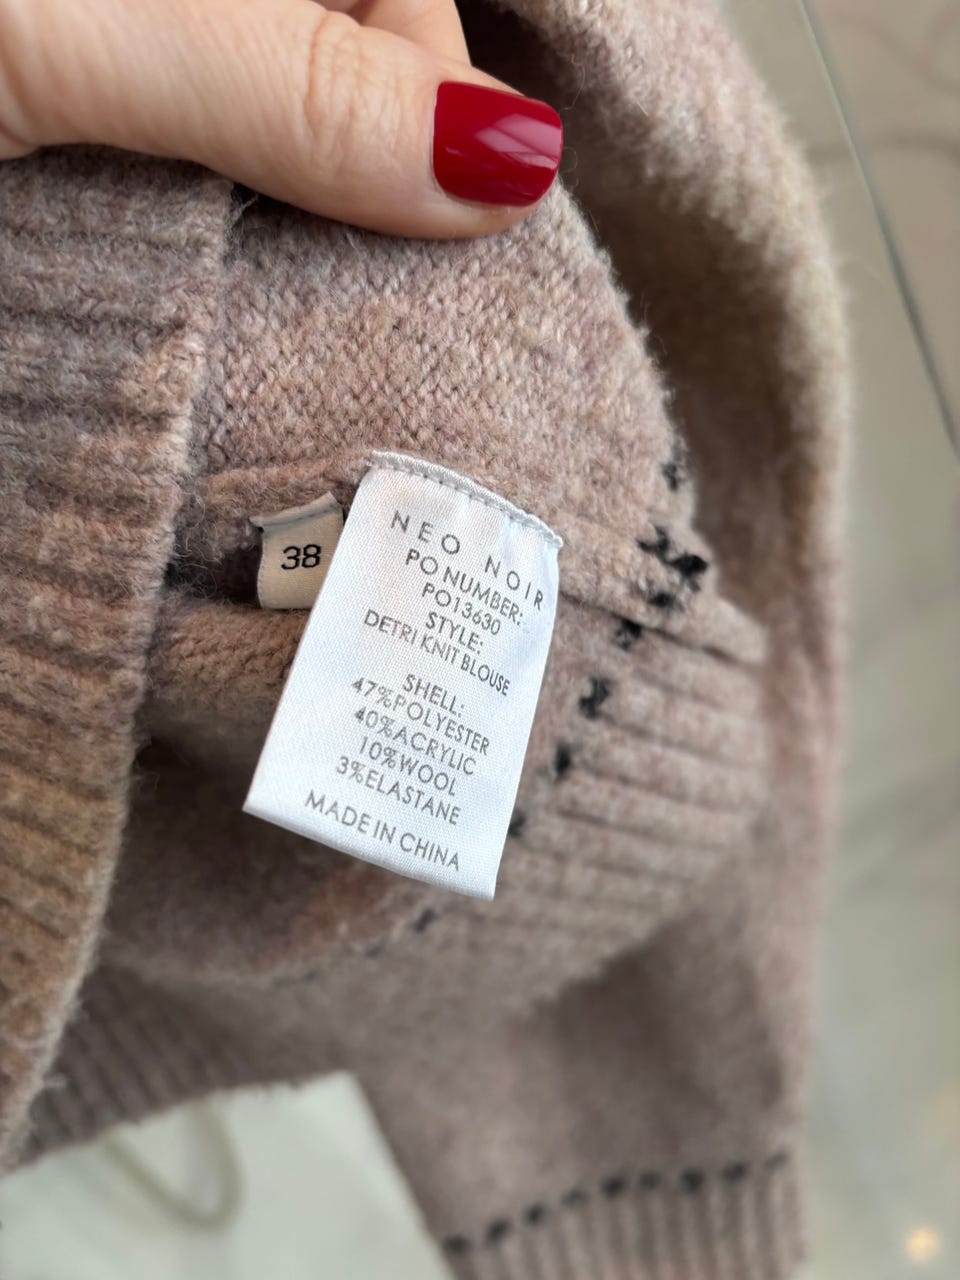 38
NEO NOIR
PO NUMBER:
PO13630
STYLE:
DETRI KNIT BLOUSE
SHELL:
47%POLYESTER
40%ACRYLIC
10%WOOL
3%ELASTANE
MADE IN CHINA